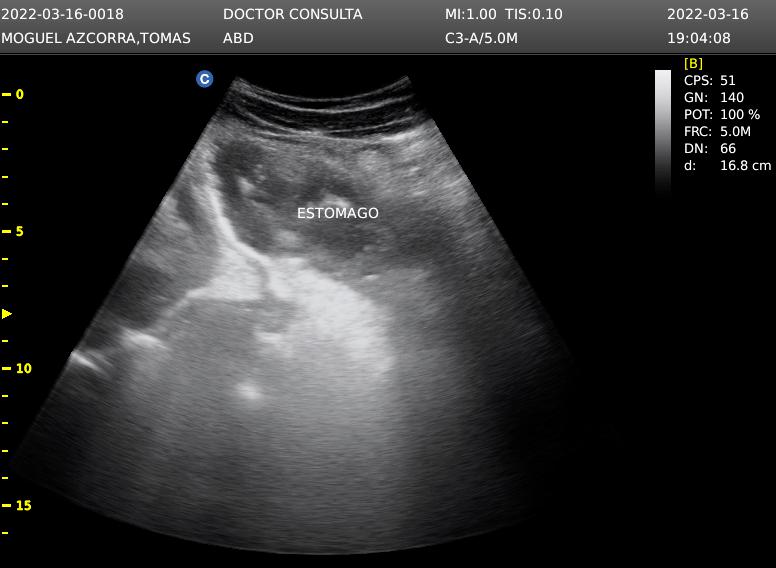 2022-03-16-0018 DOCTOR CONSULTA MI:1.00 TIS:0.10 2022-03-16
MOGUEL AZCORRA,TOMAS ABD C3-A/5.0M 19:04:08
C
[B]
CPS: 51
GN: 140
POT: 100 %
FRC: 5.0M
DN: 66
d: 16.8 cm
0
ESTOMAGO
5
10
15